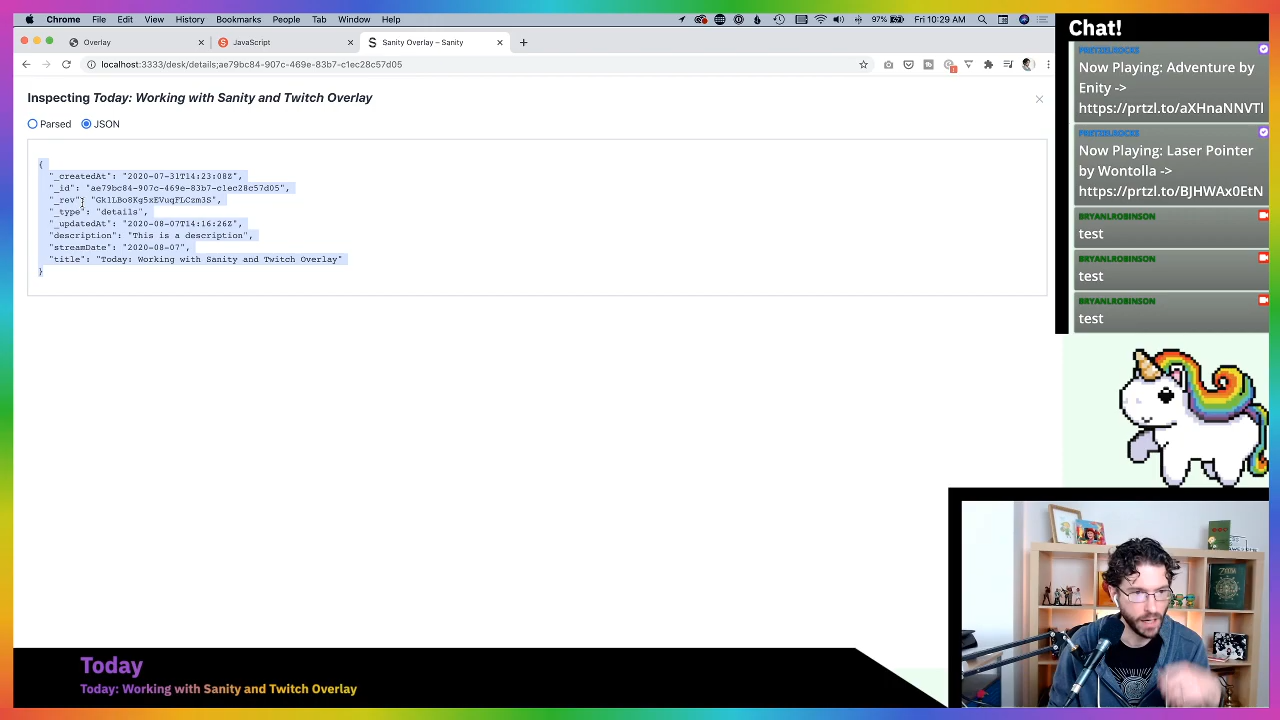 Chrome File Edit View History Bookmarks People Tab Window Help
97% Fri 10:29 AM
Overlay
JavaScript
Sanity Overlay – Sanity
localhost:3333/desk/details;ae79bc84-907c-469e-83b7-c1ec28c57d05
Inspecting Today: Working with Sanity and Twitch Overlay
Parsed JSON
{
"_createdAt": "2020-07-31T14:23:08Z",
"_id": "ae79bc84-907c-469e-83b7-c1ec28c57d05",
"_rev": "Gk1LBo8Kg5xEVuqFLCzm3S",
"_type": "details",
"_updatedAt": "2020-08-07T14:16:26Z",
"description": "This is a description",
"streamDate": "2020-08-07",
"title": "Today: Working with Sanity and Twitch Overlay"
}
Chat!
PRETZELROCKS
Now Playing: Adventure by
Enity ->
https://prtzl.to/aXHnaNNVTl
PRETZELROCKS
Now Playing: Laser Pointer
by Wontolla ->
https://prtzl.to/BJHWAx0EtN
BRYANLROBINSON
test
BRYANLROBINSON
test
BRYANLROBINSON
test
Today
Today: Working with Sanity and Twitch Overlay